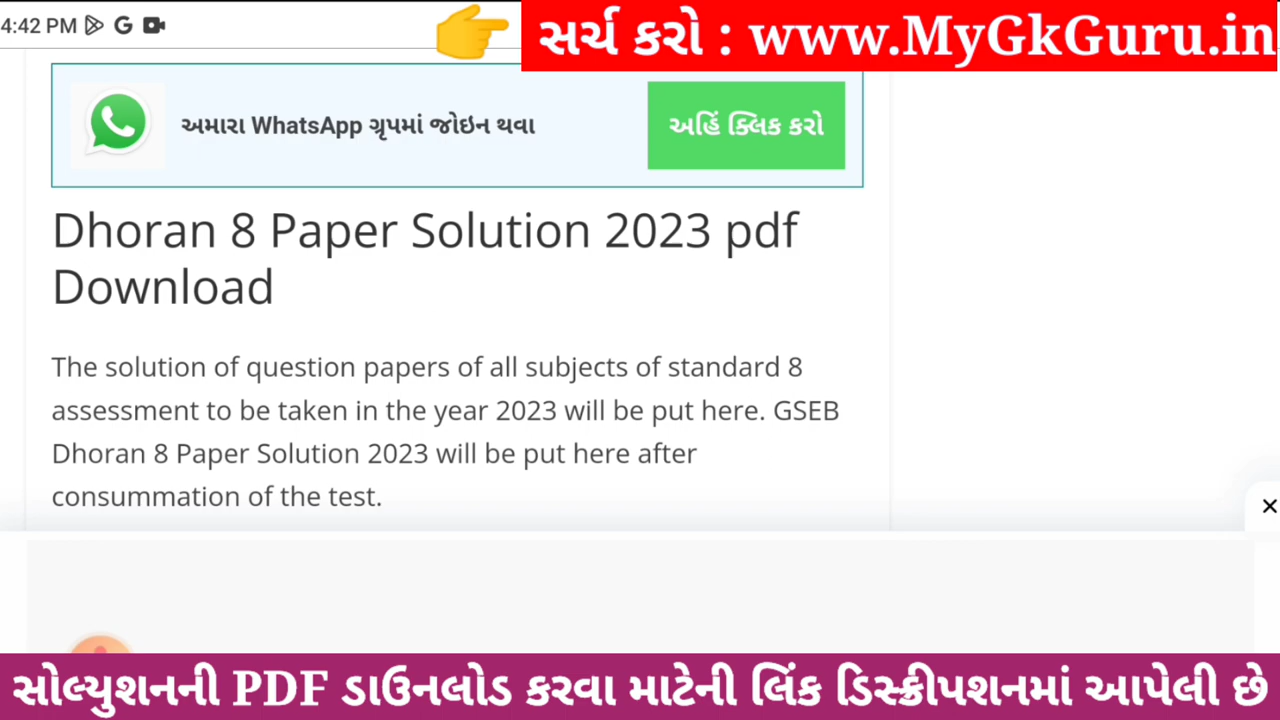 4:42 PM
સર્ચ કરો : www.MyGkGuru.in
અમારા WhatsApp ગ્રૃપમાં જોઇન થવા
અહિં ક્લિક કરો
Dhoran 8 Paper Solution 2023 pdf
Download
The solution of question papers of all subjects of standard 8
assessment to be taken in the year 2023 will be put here. GSEB
Dhoran 8 Paper Solution 2023 will be put here after
consummation of the test.
સોલ્યુશનની PDF ડાઉનલોડ કરવા માટેની લિંક ડિસ્ક્રીપશનમાં આપેલી છે